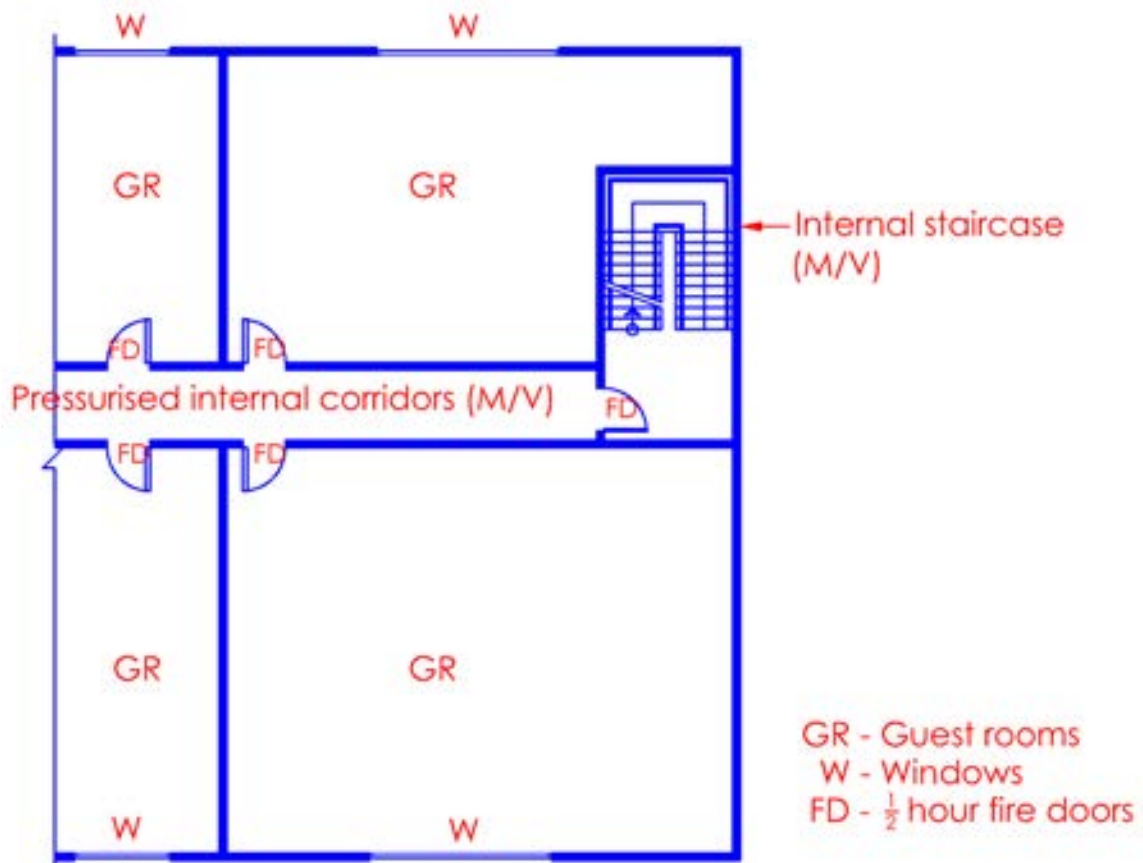 W
W
GR
GR
Internal staircase
(M/V)
FD
FD
Pressurised internal corridors (M/V)
FD
FD
FD
GR
GR
GR - Guest rooms
W - Windows
FD - ½ hour fire doors
W
W